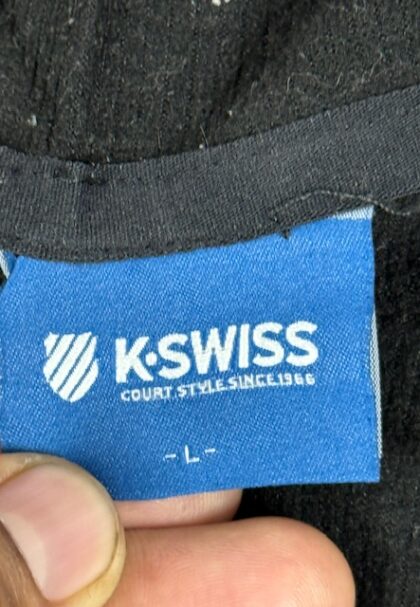 K·SWISS
COURT STYLE SINCE 1966
- L -